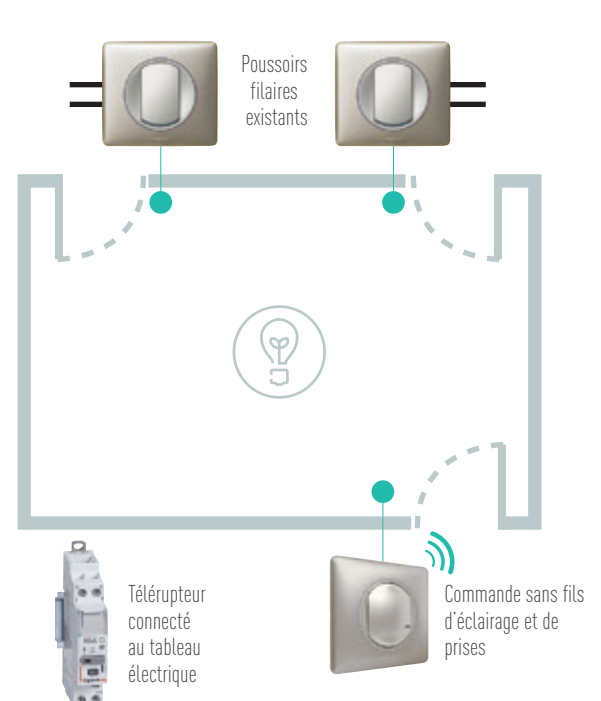 Poussoirs
filaires
existants
Télérupteur
connecté
au tableau
électrique
Commande sans fils
d'éclairage et de
prises